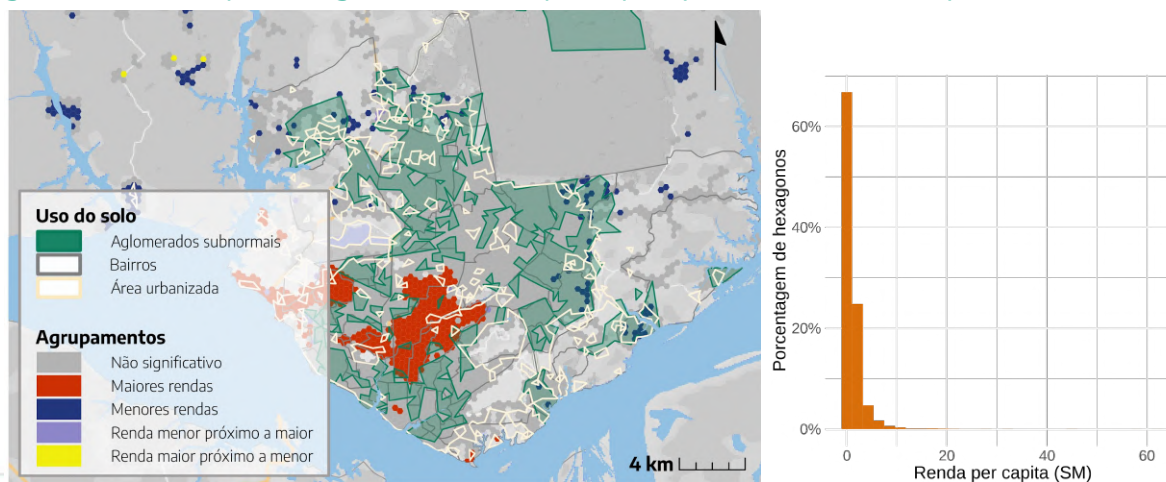 Uso do solo
Aglomerados subnormais
Bairros
Área urbanizada
Agrupamentos
Não significativo
Maiores rendas
Menores rendas
Renda menor próximo a maior
Renda maior próximo a menor
4 km
Porcentagem de hexagonos
60%
40%
20%
0%
0
20
40
60
Renda per capita (SM)